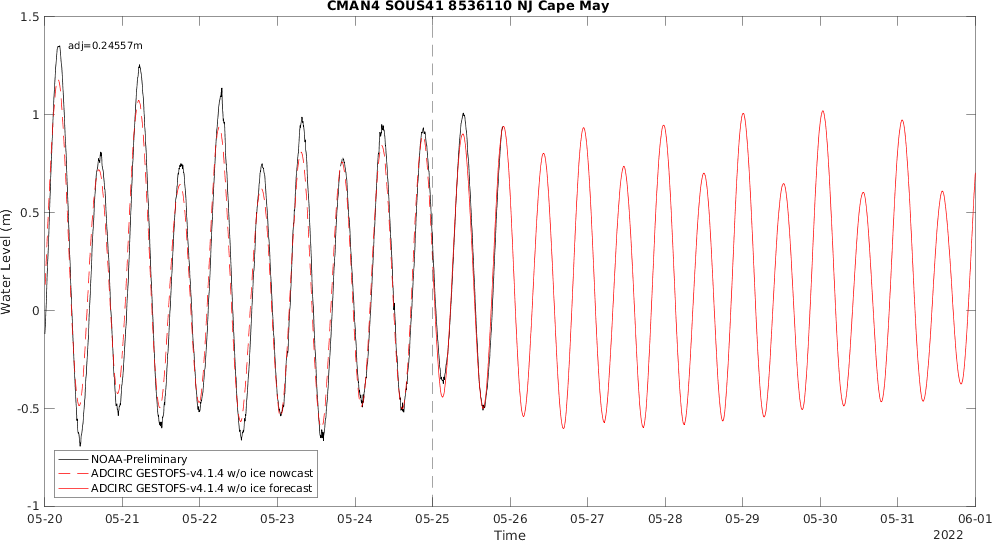 CMAN4 SOUS41 8536110 NJ Cape May
adj=0.24557m
1.5
1
0.5
0
-0.5
-1
Water Level (m)
NOAA-Preliminary
ADCIRC GESTOFS-v4.1.4 w/o ice nowcast
ADCIRC GESTOFS-v4.1.4 w/o ice forecast
05-20 05-21 05-22 05-23 05-24 05-25 05-26 05-27 05-28 05-29 05-30 05-31 06-01
Time
2022